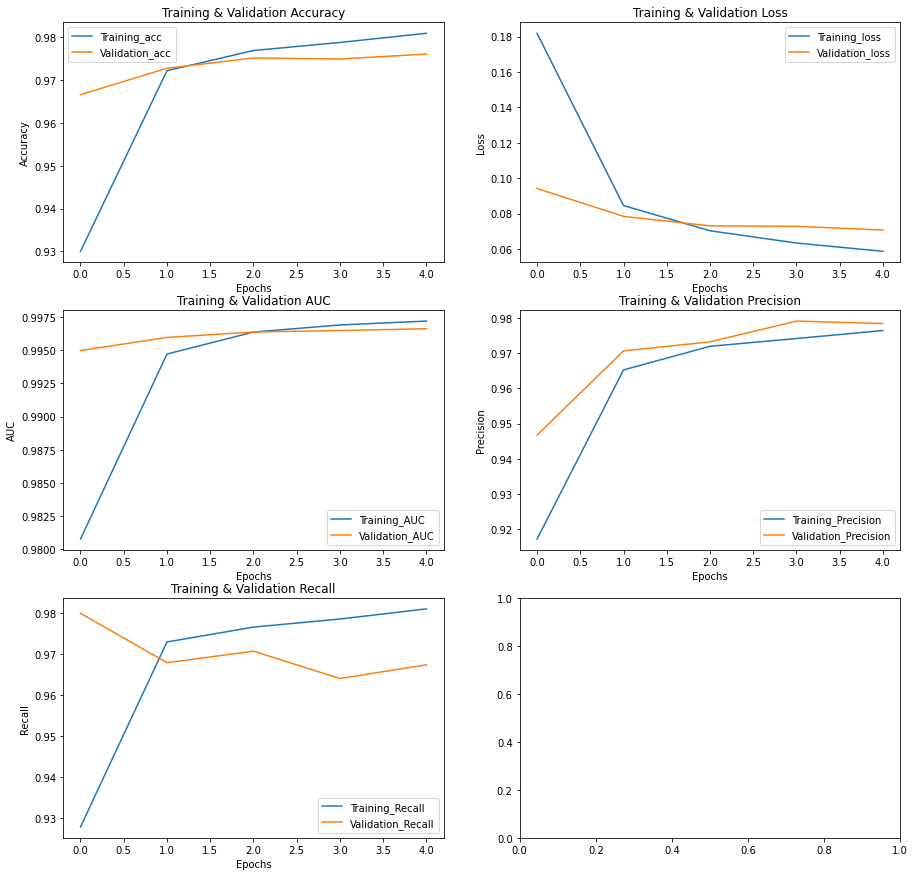 Training & Validation Accuracy
0.98
0.97
0.96
0.95
0.94
0.93
Accuracy
Training_acc
Validation_acc
0.0 0.5 1.0 1.5 2.0 2.5 3.0 3.5 4.0
Epochs
Training & Validation Loss
0.18
0.16
0.14
0.12
0.10
0.08
0.06
Loss
Training_loss
Validation_loss
0.0 0.5 1.0 1.5 2.0 2.5 3.0 3.5 4.0
Epochs
Training & Validation AUC
0.9975
0.9950
0.9925
0.9900
0.9875
0.9850
0.9825
0.9800
AUC
Training_AUC
Validation_AUC
0.0 0.5 1.0 1.5 2.0 2.5 3.0 3.5 4.0
Epochs
Training & Validation Precision
0.98
0.97
0.96
0.95
0.94
0.93
0.92
Precision
Training_Precision
Validation_Precision
0.0 0.5 1.0 1.5 2.0 2.5 3.0 3.5 4.0
Epochs
Training & Validation Recall
0.98
0.97
0.96
0.95
0.94
0.93
Recall
Training_Recall
Validation_Recall
0.0 0.5 1.0 1.5 2.0 2.5 3.0 3.5 4.0
Epochs
1.0
0.8
0.6
0.4
0.2
0.0
0.0 0.2 0.4 0.6 0.8 1.0